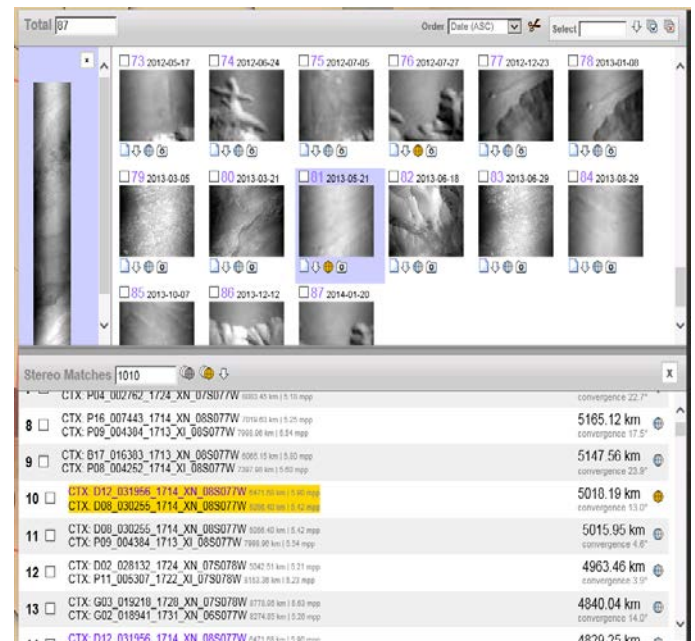 Total 87 Order Date (ASC) Select
x
73 2012-05-17 74 2012-06-24 75 2012-07-05 76 2012-07-27 77 2012-12-23 78 2013-01-08
79 2013-03-05 80 2013-03-21 81 2013-05-21 82 2013-06-18 83 2013-06-29 84 2013-08-29
85 2013-10-07 86 2013-12-12 87 2014-01-20
Stereo Matches 1010 x
CTX: P04_002762_1724_XN_08S077W convergence 22.7°
8 CTX: P16_007443_1714_XN_08S077W 5165.12 km
CTX: P09_004384_1713_XI_08S077W convergence 17.5°
9 CTX: B17_016383_1713_XN_08S077W 5147.56 km
CTX: P08_004252_1714_XI_08S077W convergence 23.9°
10 CTX: D12_031956_1714_XN_08S077W 5018.19 km
CTX: D08_030255_1714_XN_08S077W convergence 13.0°
11 CTX: D08_030255_1714_XN_08S077W 5015.95 km
CTX: P09_004384_1713_XI_08S077W convergence 4.6°
12 CTX: D02_028132_1724_XN_07S078W 4963.46 km
CTX: P11_005307_1722_XI_07S078W convergence 3.9°
13 CTX: G03_019218_1728_XN_07S078W 4840.04 km
CTX: G02_018941_1731_XN_06S077W convergence 14.0°
CTX: D12_031956_1714_XN_08S077W 4829.25 km